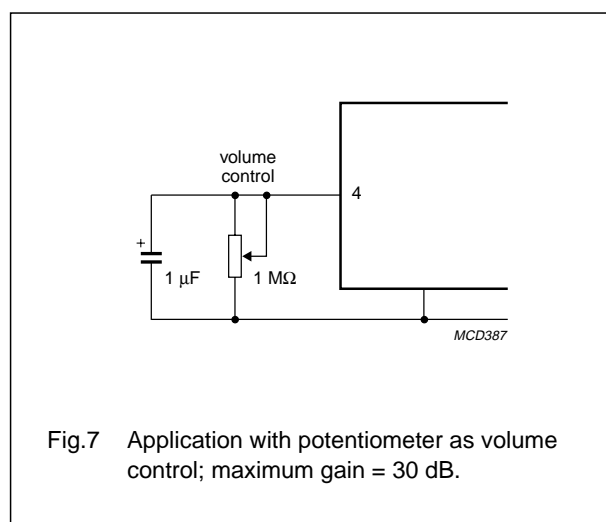 volume
control
4
+
1 μF
1 MΩ
MCD387
Fig.7 Application with potentiometer as volume
control; maximum gain = 30 dB.